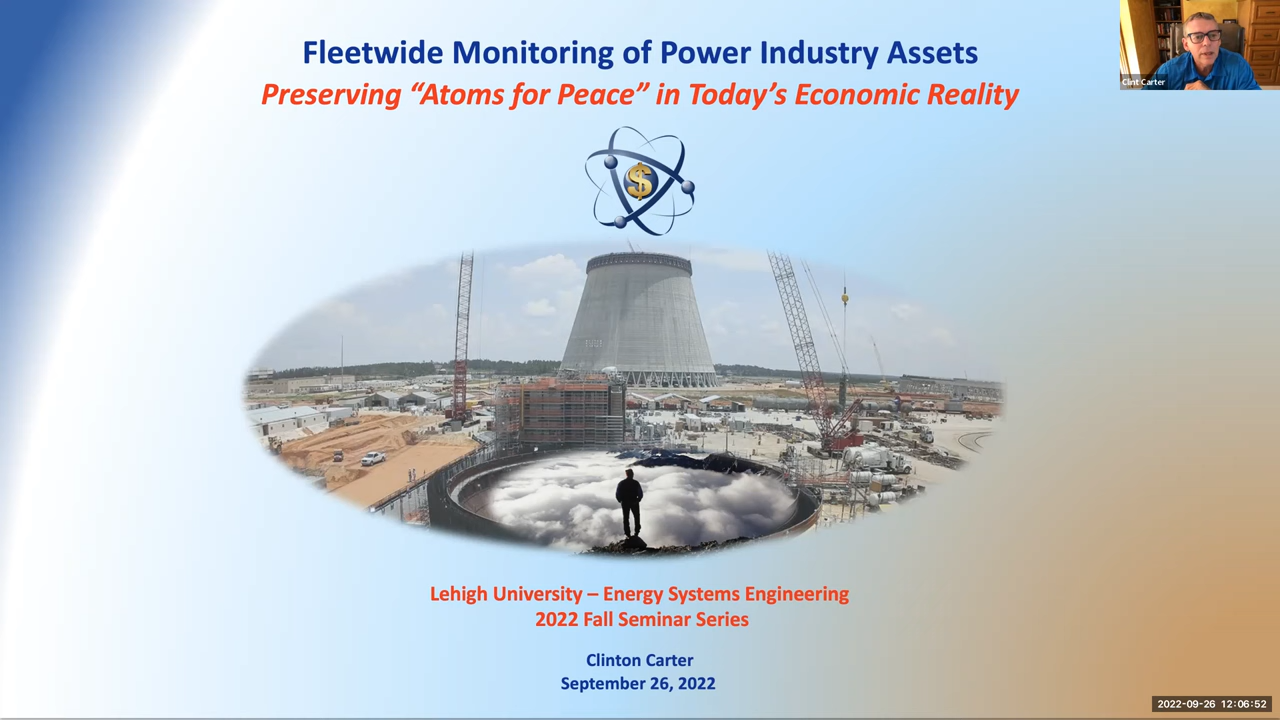 Fleetwide Monitoring of Power Industry Assets
Preserving “Atoms for Peace” in Today’s Economic Reality
$
Clint Carter
Lehigh University – Energy Systems Engineering
2022 Fall Seminar Series
Clinton Carter
September 26, 2022
2022-09-26 12:06:52